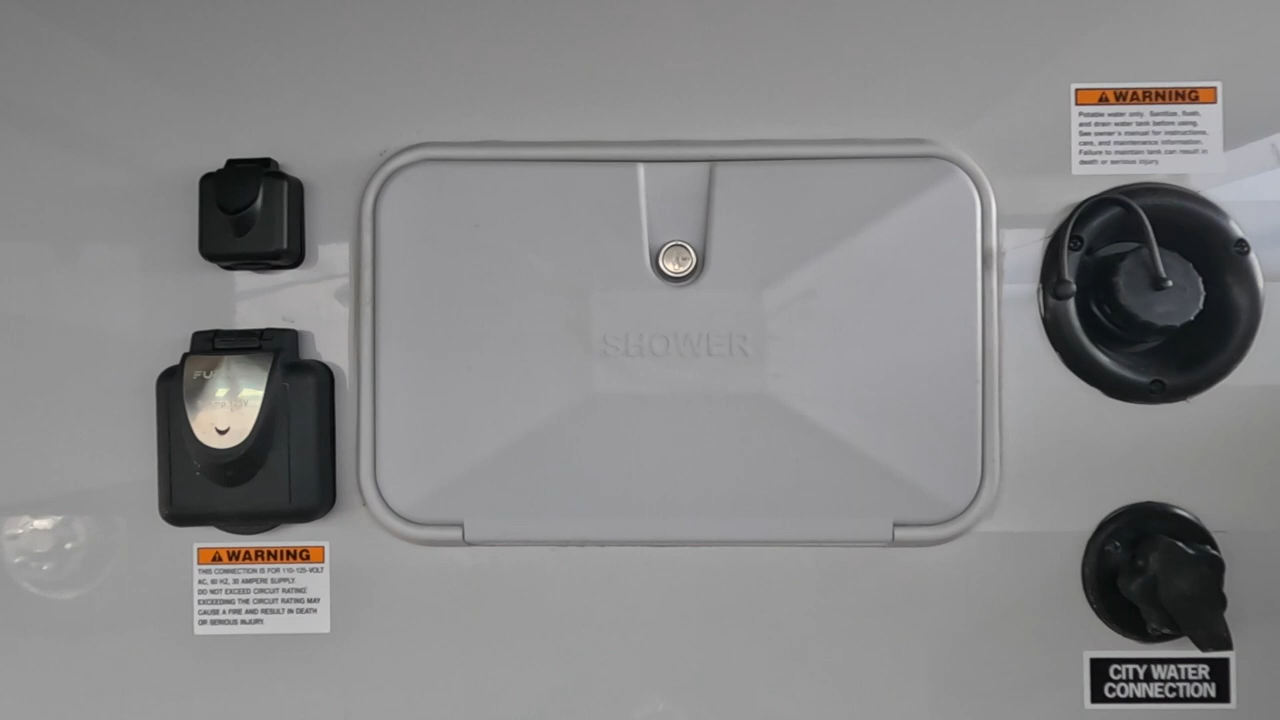 WARNING
Potable water only. Sanitize, flush,
and drain water tank before using.
See owner's manual for instructions,
care, and maintenance information.
Failure to maintain tank can result in
death or serious injury.
SHOWER
125V
WARNING
THIS CONNECTION IS FOR 110-125-VOLT
AC, 60 HZ, 30 AMPERE SUPPLY.
DO NOT EXCEED CIRCUIT RATING.
EXCEEDING THE CIRCUIT RATING MAY
CAUSE A FIRE AND RESULT IN DEATH
OR SERIOUS INJURY.
CITY WATER
CONNECTION